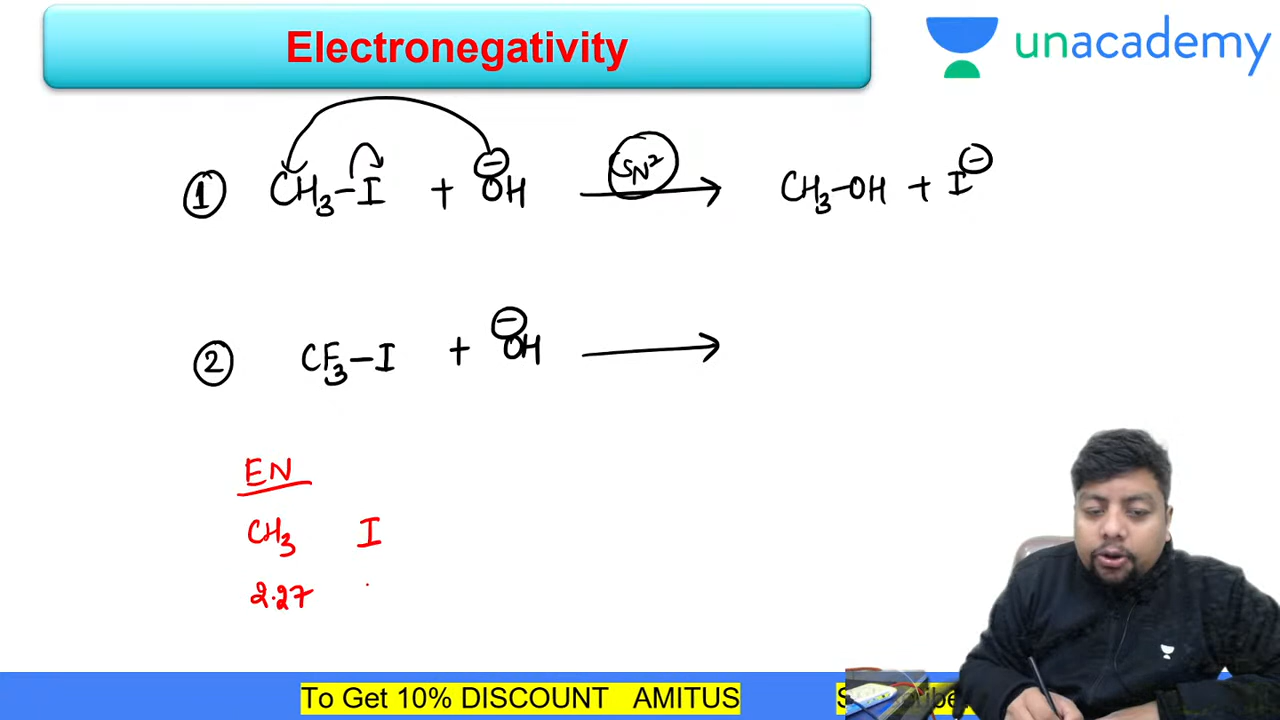 Electronegativity
unacademy
① CH₃-I + ⊖OH SN² → CH₃-OH + I⊖
② CF₃-I + ⊖OH →
EN
CH₃ I
2.27
To Get 10% DISCOUNT AMITUS